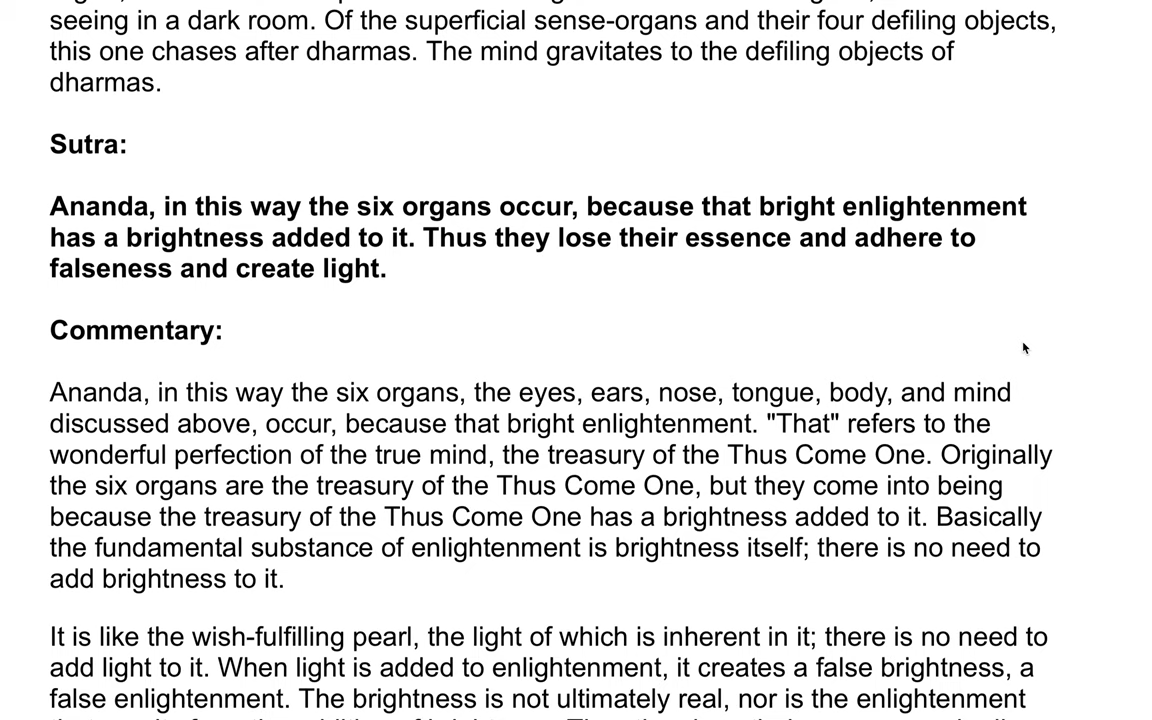 seeing in a dark room. Of the superficial sense-organs and their four defiling objects,
this one chases after dharmas. The mind gravitates to the defiling objects of
dharmas.
Sutra:
Ananda, in this way the six organs occur, because that bright enlightenment
has a brightness added to it. Thus they lose their essence and adhere to
falseness and create light.
Commentary:
Ananda, in this way the six organs, the eyes, ears, nose, tongue, body, and mind
discussed above, occur, because that bright enlightenment. "That" refers to the
wonderful perfection of the true mind, the treasury of the Thus Come One. Originally
the six organs are the treasury of the Thus Come One, but they come into being
because the treasury of the Thus Come One has a brightness added to it. Basically
the fundamental substance of enlightenment is brightness itself; there is no need to
add brightness to it.
It is like the wish-fulfilling pearl, the light of which is inherent in it; there is no need to
add light to it. When light is added to enlightenment, it creates a false brightness, a
false enlightenment. The brightness is not ultimately real, nor is the enlightenment